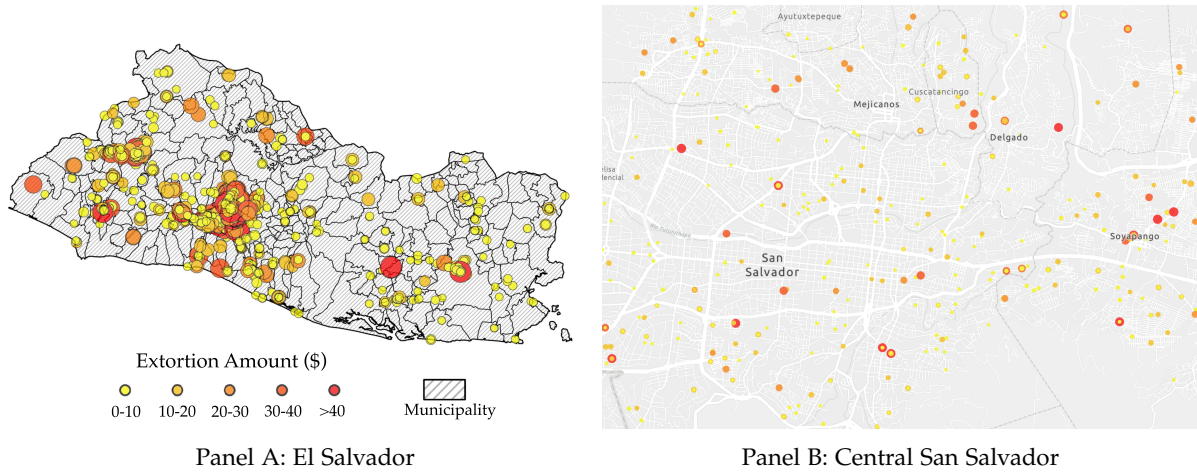 Ayutuxtepeque
Cuscatancingo
Mejicanos
Delgado
Soyapango
San
Salvador
Extortion Amount ($)
0-10
10-20
20-30
30-40
>40
Municipality
Panel A: El Salvador
Panel B: Central San Salvador